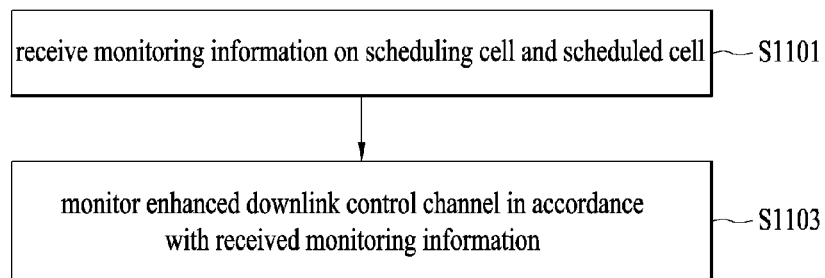 receive monitoring information on scheduling cell and scheduled cell
S1101
monitor enhanced downlink control channel in accordance
with received monitoring information
S1103